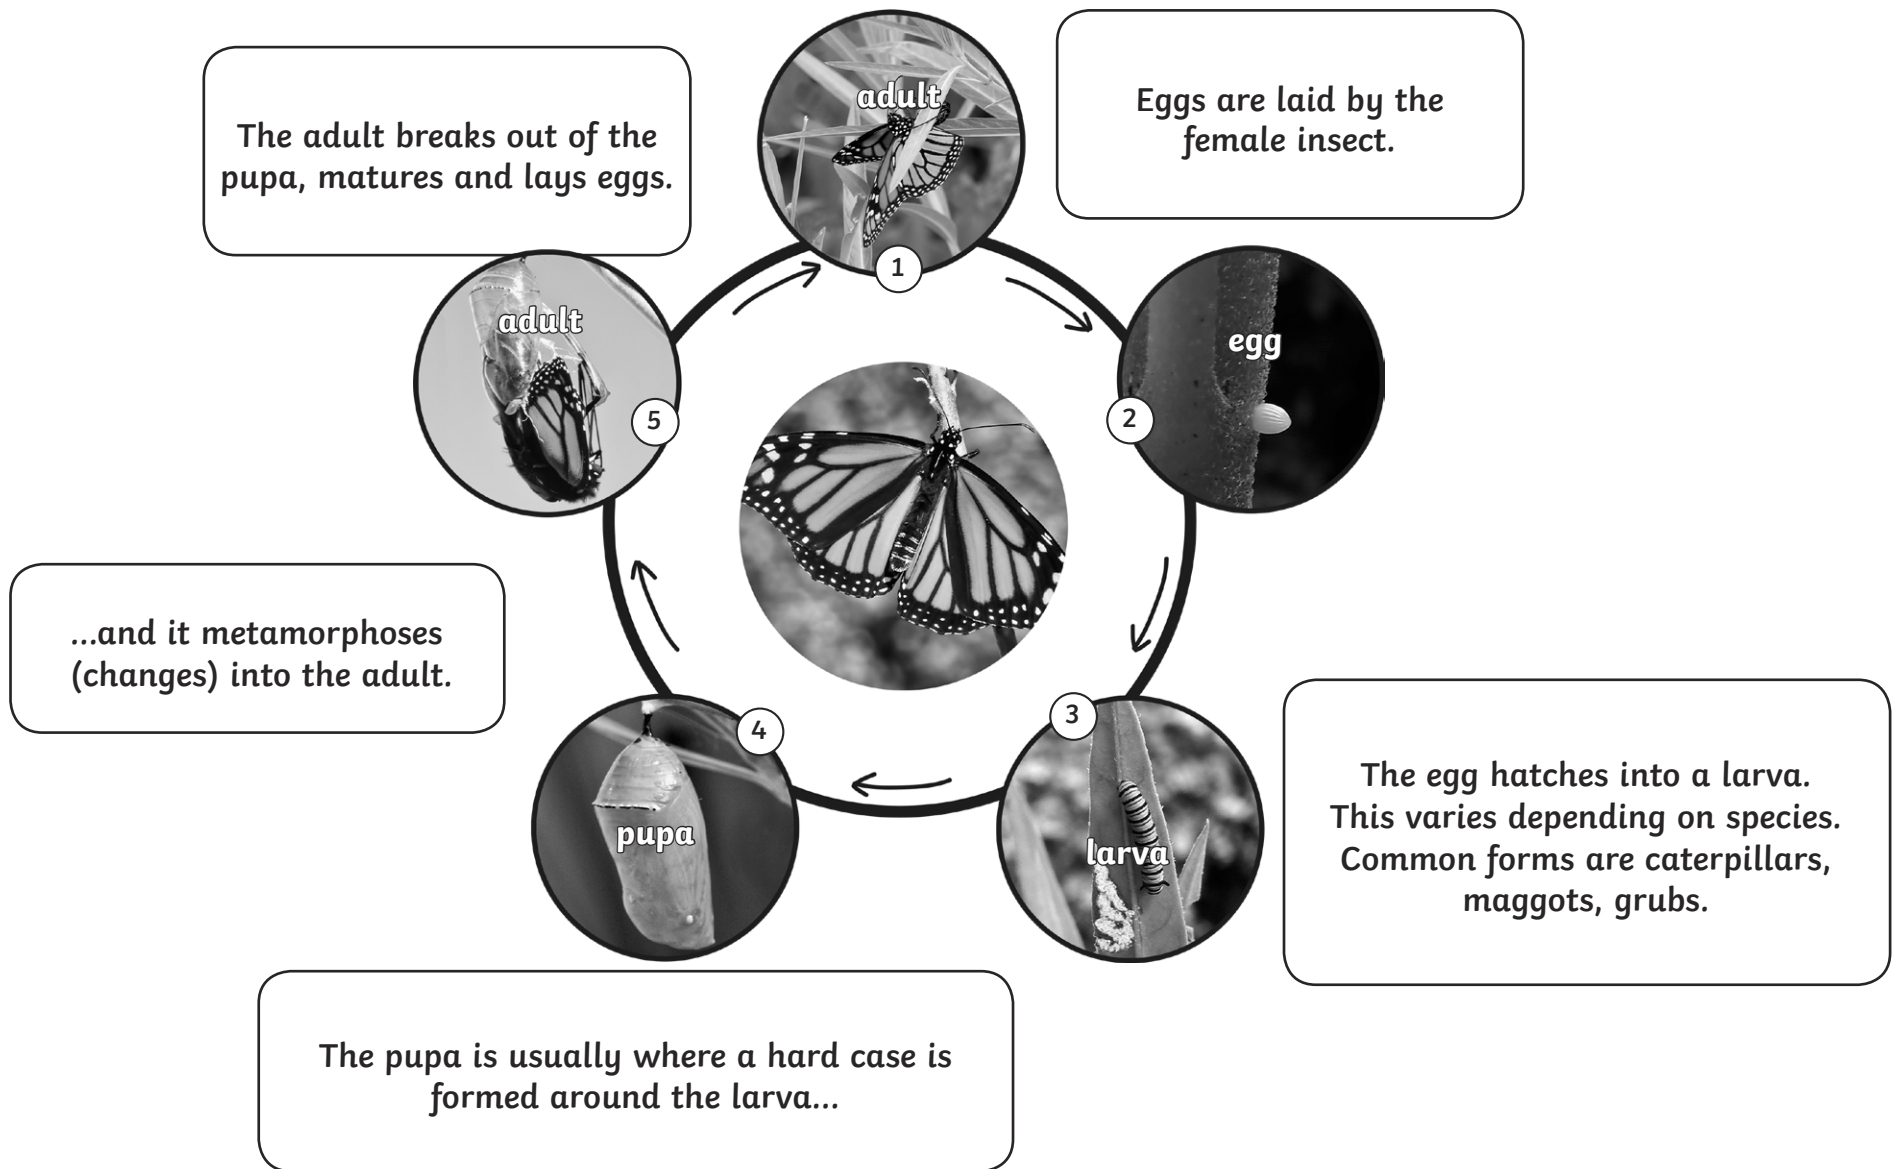 adult
1
Eggs are laid by the
female insect.
egg
2
The egg hatches into a larva.
This varies depending on species.
Common forms are caterpillars,
maggots, grubs.
3
larva
The pupa is usually where a hard case is
formed around the larva...
4
pupa
...and it metamorphoses
(changes) into the adult.
adult
5
The adult breaks out of the
pupa, matures and lays eggs.